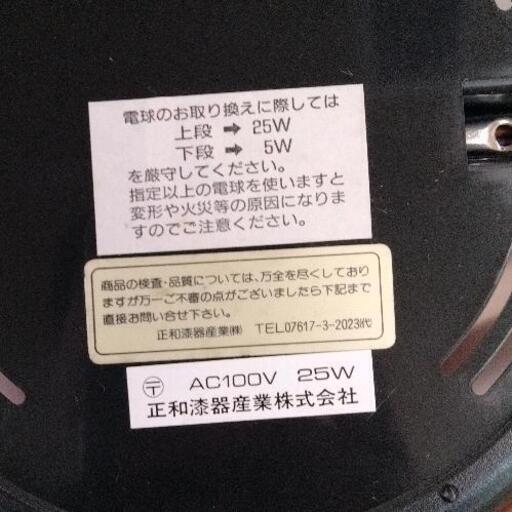 電球のお取り換えに際しては
上段 ➡ 25W
下段 ➡ 5W
を厳守してください。
指定以上の電球を使いますと
変形や火災等の原因になりま
すのでご注意ください。
商品の検査・品質については、万全を尽くしており
ますが万一ご不審の点がございましたら下記まで
直接お問い合せ下さい。
正和漆器産業㈱ TEL07617-3-2023㈹
〒 AC100V 25W
正和漆器産業株式会社